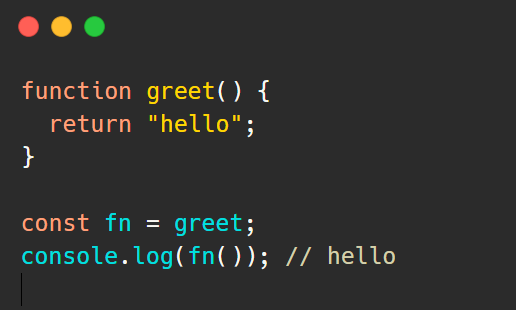 function greet() {
  return "hello";
}

const fn = greet;
console.log(fn()); // hello